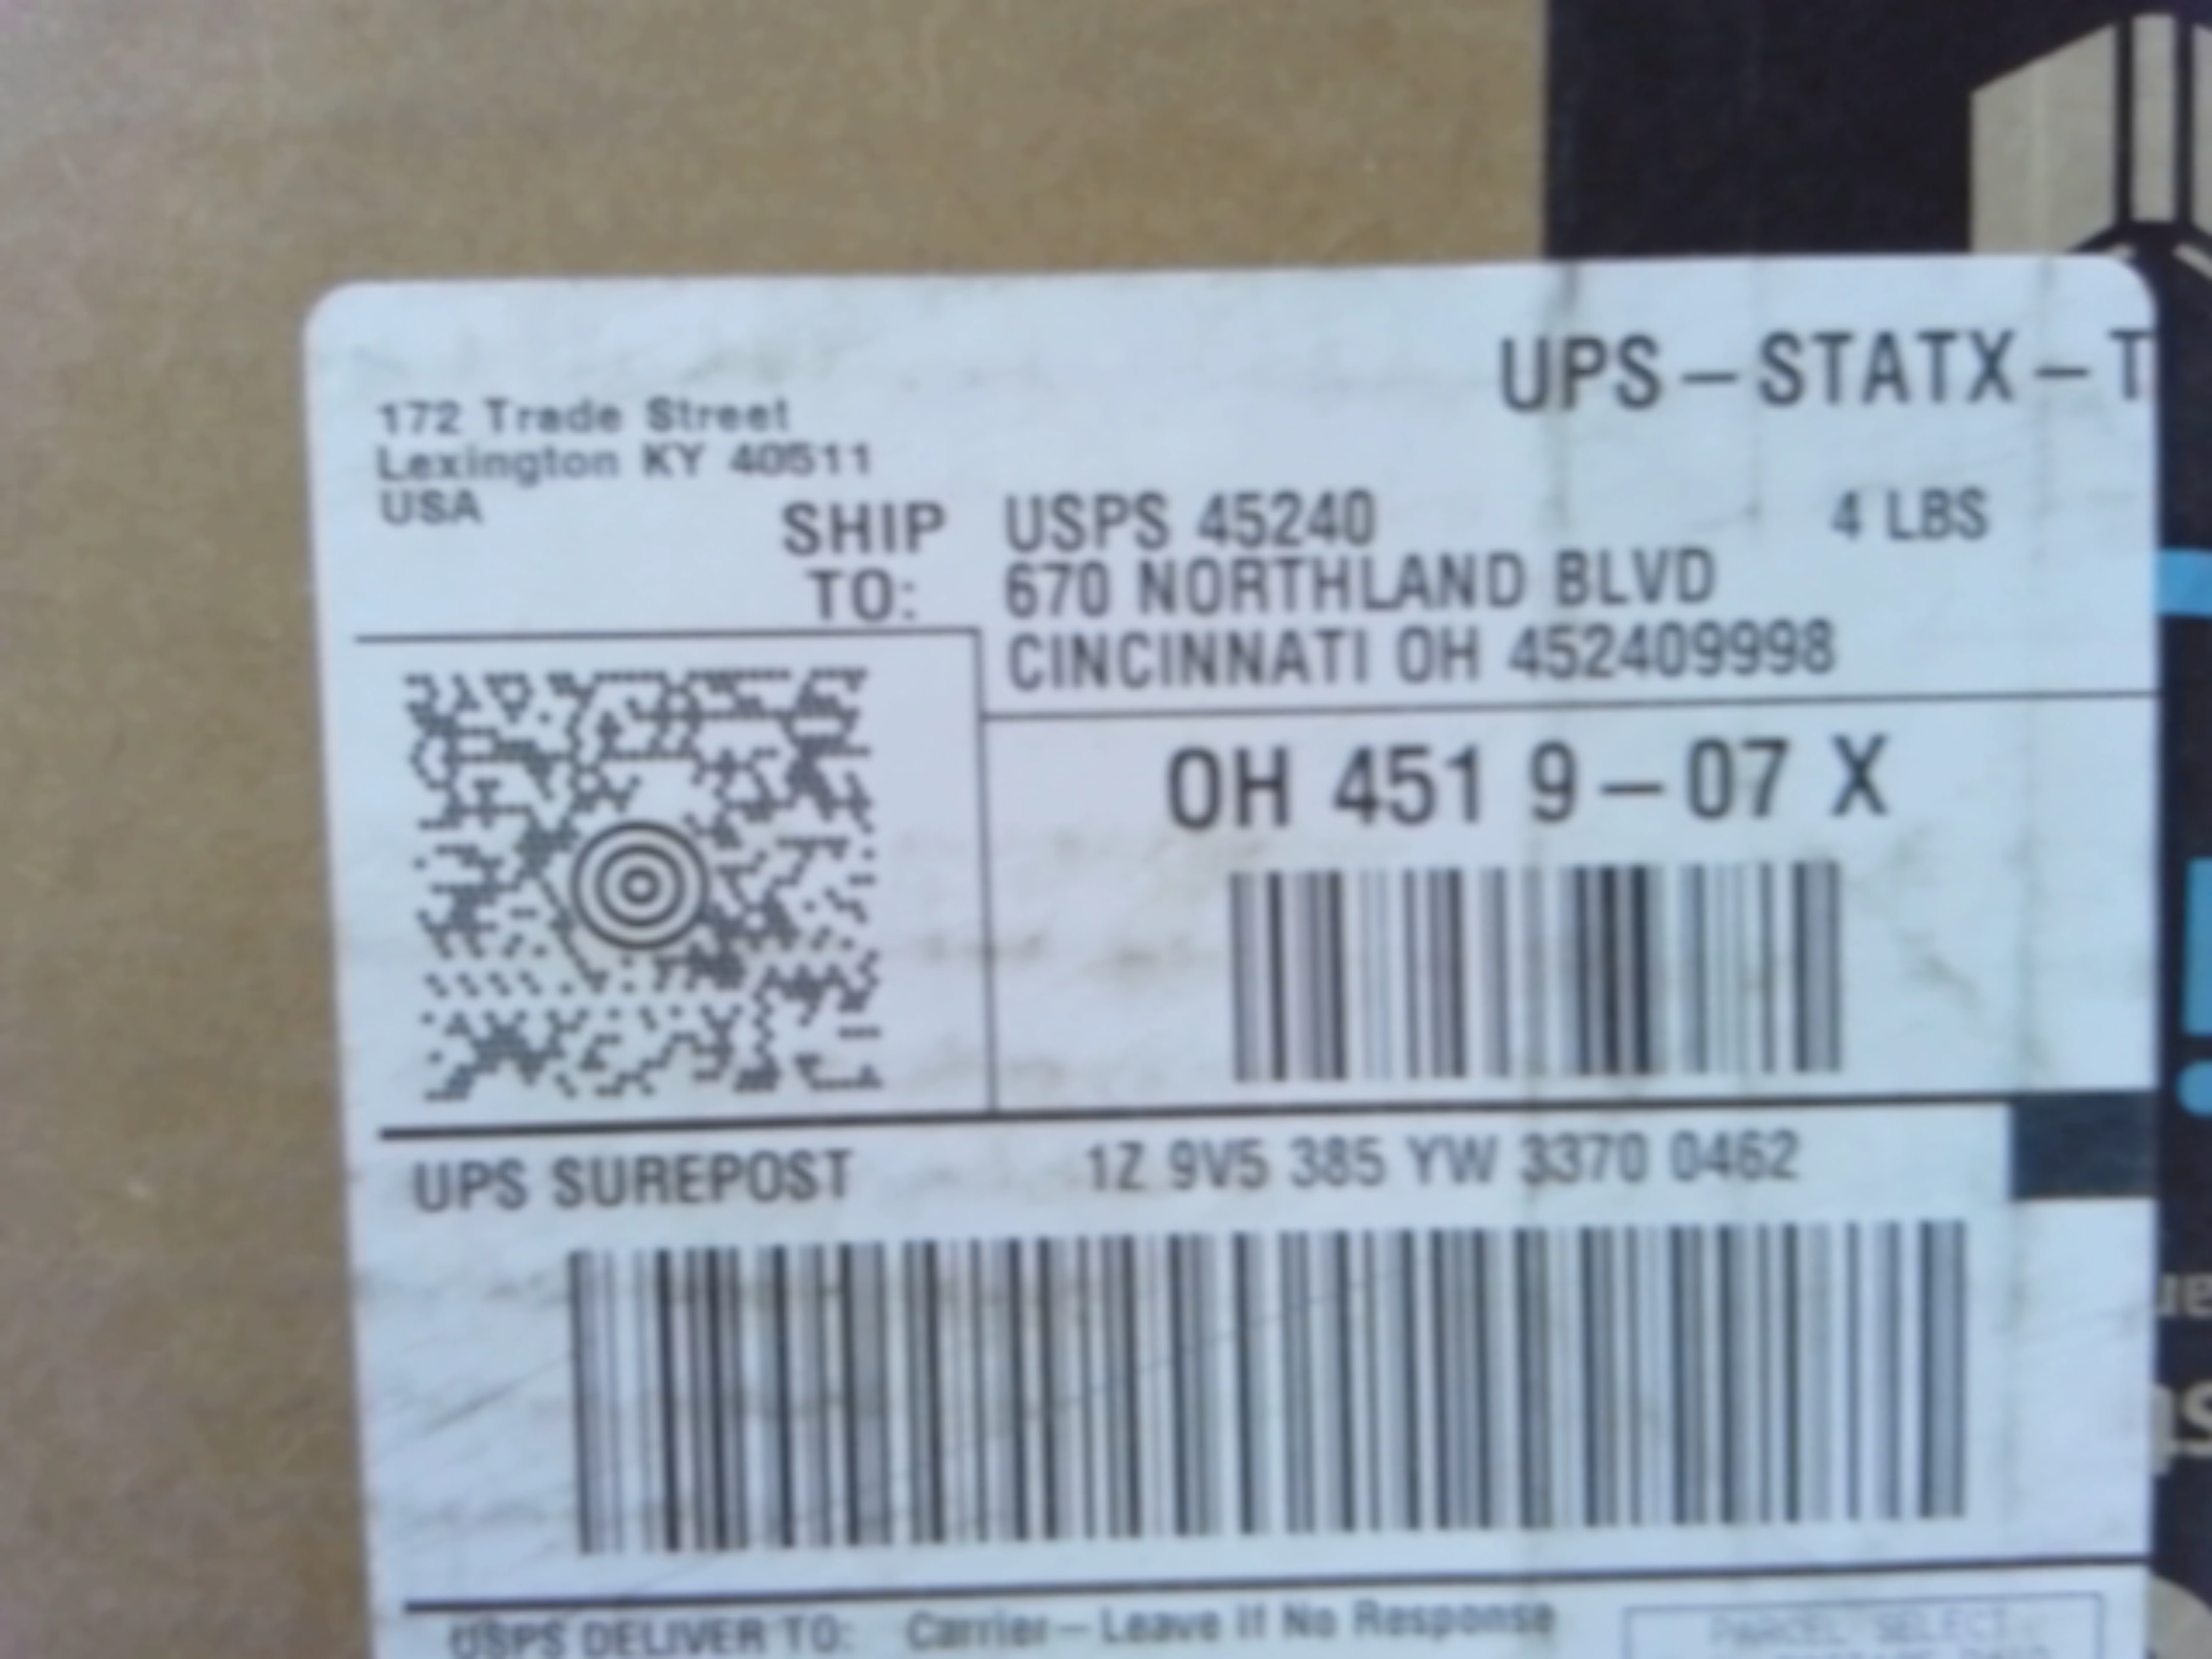 UPS-STATX-T
172 Trade Street
Lexington KY 40511
USA
SHIP TO:
USPS 45240
4 LBS
670 NORTHLAND BLVD
CINCINNATI OH 452409998
OH 451 9-07 X
UPS SUREPOST
1Z 9V5 385 YW 3370 0462
USPS DELIVER TO:
Carrier-Leave if No Response
PARCEL SELECT